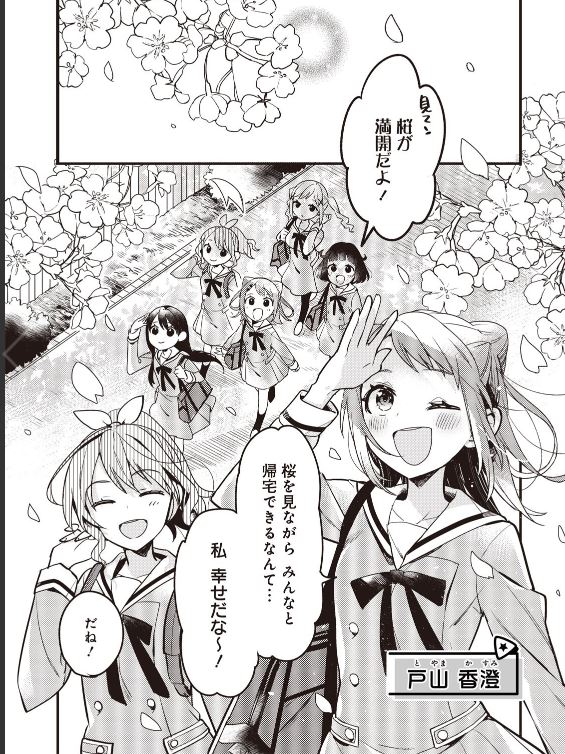 見て〜
桜が
満開だよ！
桜を見ながら みんなと
帰宅できるなんて…
私 幸せだな〜！
だね！
とやま かすみ
戸山 香澄